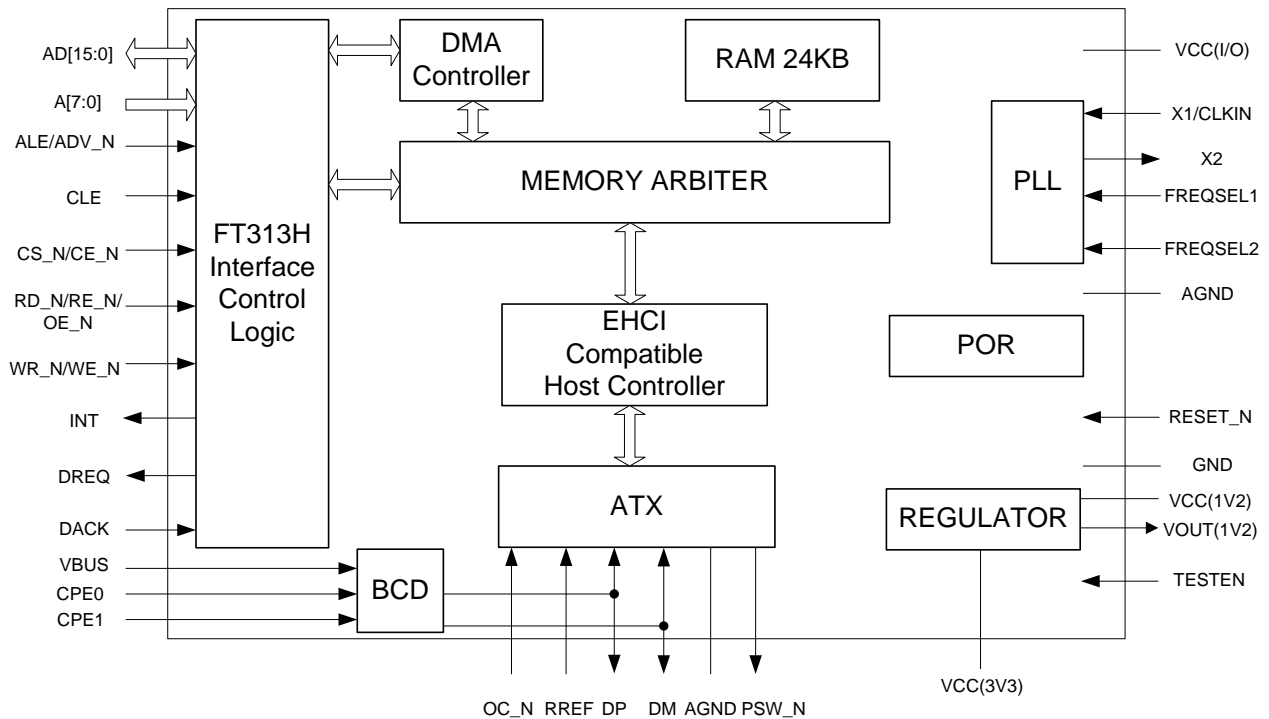 AD[15:0]
A[7:0]
ALE/ADV_N
CLE
CS_N/CE_N
RD_N/RE_N/
OE_N
WR_N/WE_N
INT
DREQ
DACK
VBUS
CPE0
CPE1
FT313H
Interface
Control
Logic
DMA
Controller
RAM 24KB
MEMORY ARBITER
EHCI
Compatible
Host Controller
ATX
BCD
PLL
POR
REGULATOR
VCC(I/O)
X1/CLKIN
X2
FREQSEL1
FREQSEL2
AGND
RESET_N
GND
VCC(1V2)
VOUT(1V2)
TESTEN
VCC(3V3)
OC_N RREF DP DM AGND PSW_N